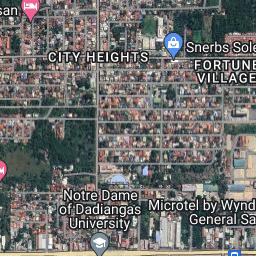 san.
CITY HEIGHTS
Snerbs Sole
FORTUNE
VILLAGE
Notre Dame
of Dadiangas
University
Microtel by Wynd
General Sa